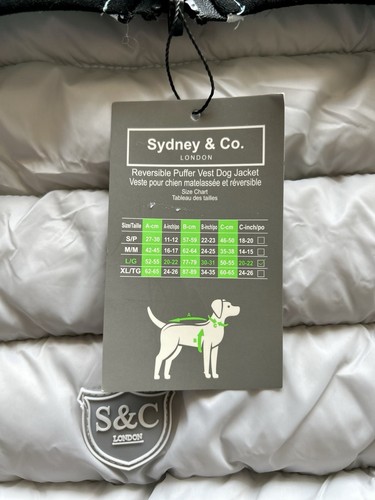 Sydney & Co.
LONDON
Reversible Puffer Vest Dog Jacket
Veste pour chien matelassée et réversible
Size Chart
Tableau des tailles
Size/Taille A-cm A-inch/po B-cm B-inch/po C-cm C-inch/po
S/P 27-30 11-12 57-59 22-23 46-50 18-20
M/M 42-45 16-17 62-64 24-25 35-38 14-15
L/G 52-55 20-22 77-79 30-31 50-55 20-22
XL/TG 62-65 24-26 87-89 34-35 60-65 24-26
S&C
LONDON